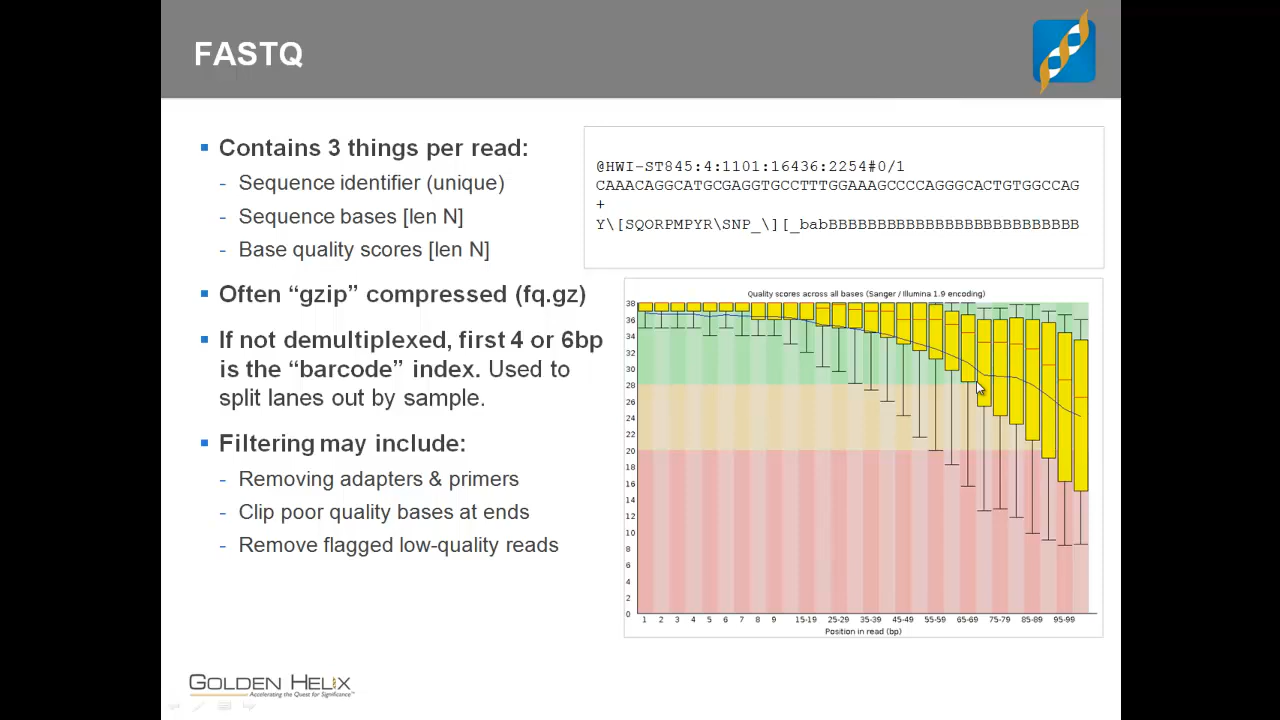 FASTQ
Contains 3 things per read:
- Sequence identifier (unique)
- Sequence bases [len N]
- Base quality scores [len N]
Often “gzip” compressed (fq.gz)
If not demultiplexed, first 4 or 6bp
is the “barcode” index. Used to
split lanes out by sample.
Filtering may include:
- Removing adapters & primers
- Clip poor quality bases at ends
- Remove flagged low-quality reads
@HWI-ST845:4:1101:16436:2254#0/1
CAAACAGGCATGCGAGGTGCCTTTGGAAAGCCCCAGGGCACTGTGGCCAG
+
Y\[SQORPMPYR\SNP_\][_babBBBBBBBBBBBBBBBBBBBBBBBBBB
Quality scores across all bases (Sanger / Illumina 1.9 encoding)
38
36
34
32
30
28
26
24
22
20
18
16
14
12
10
8
6
4
2
0
1 2 3 4 5 6 7 8 9 15-19 25-29 35-39 45-49 55-59 65-69 75-79 85-89 95-99
Position in read (bp)
GOLDEN HELIX
Accelerating the Quest for Significance™